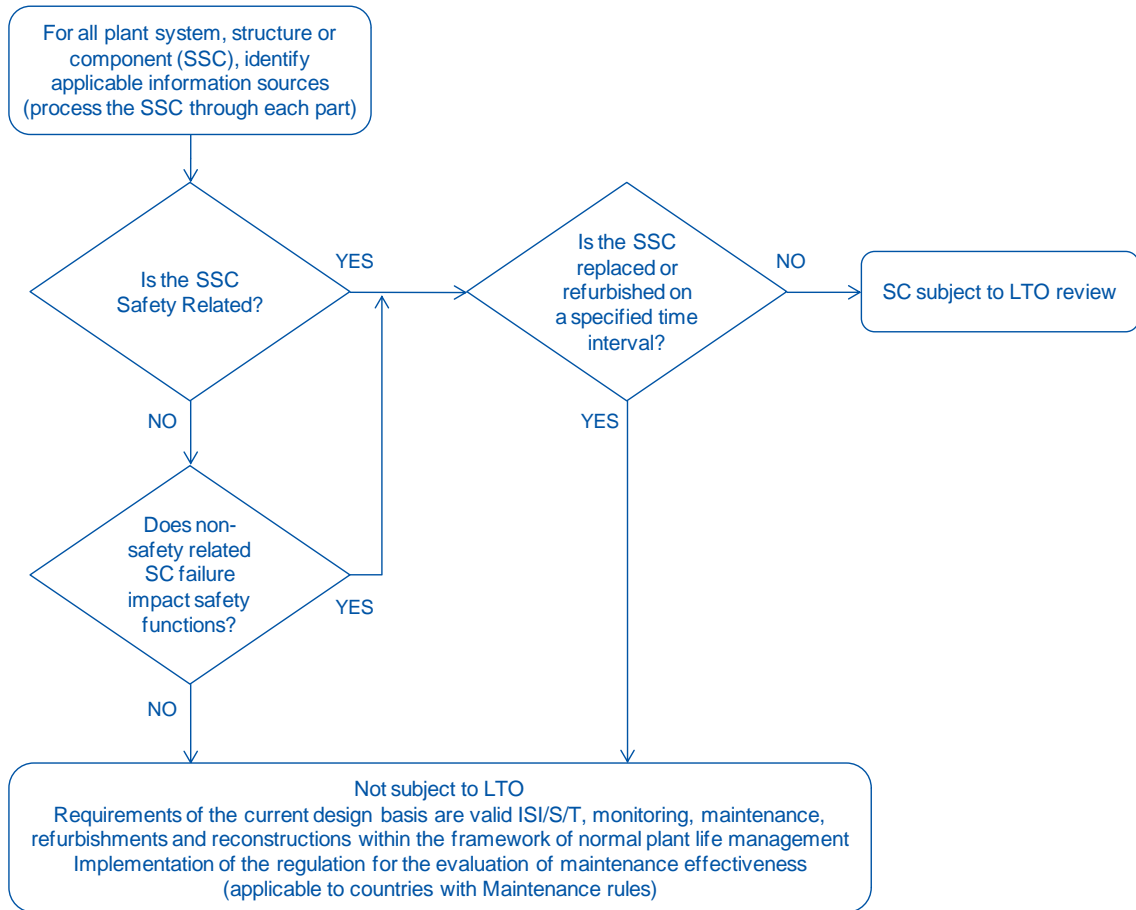 For all plant system, structure or
component (SSC), identify
applicable information sources
(process the SSC through each part)
Is the SSC
Safety Related?
YES
Is the SSC
replaced or
refurbished on
a specified time
interval?
NO
SC subject to LTO review
NO
YES
Does non-
safety related
SC failure
impact safety
functions?
YES
NO
Not subject to LTO
Requirements of the current design basis are valid ISI/S/T, monitoring, maintenance,
refurbishments and reconstructions within the framework of normal plant life management
Implementation of the regulation for the evaluation of maintenance effectiveness
(applicable to countries with Maintenance rules)